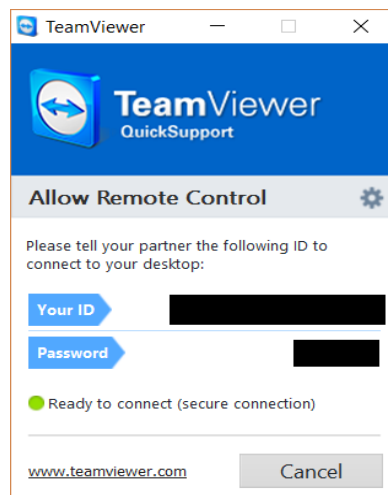 TeamViewer
TeamViewer
QuickSupport
Allow Remote Control
Please tell your partner the following ID to
connect to your desktop:
Your ID
Password
Ready to connect (secure connection)
www.teamviewer.com
Cancel